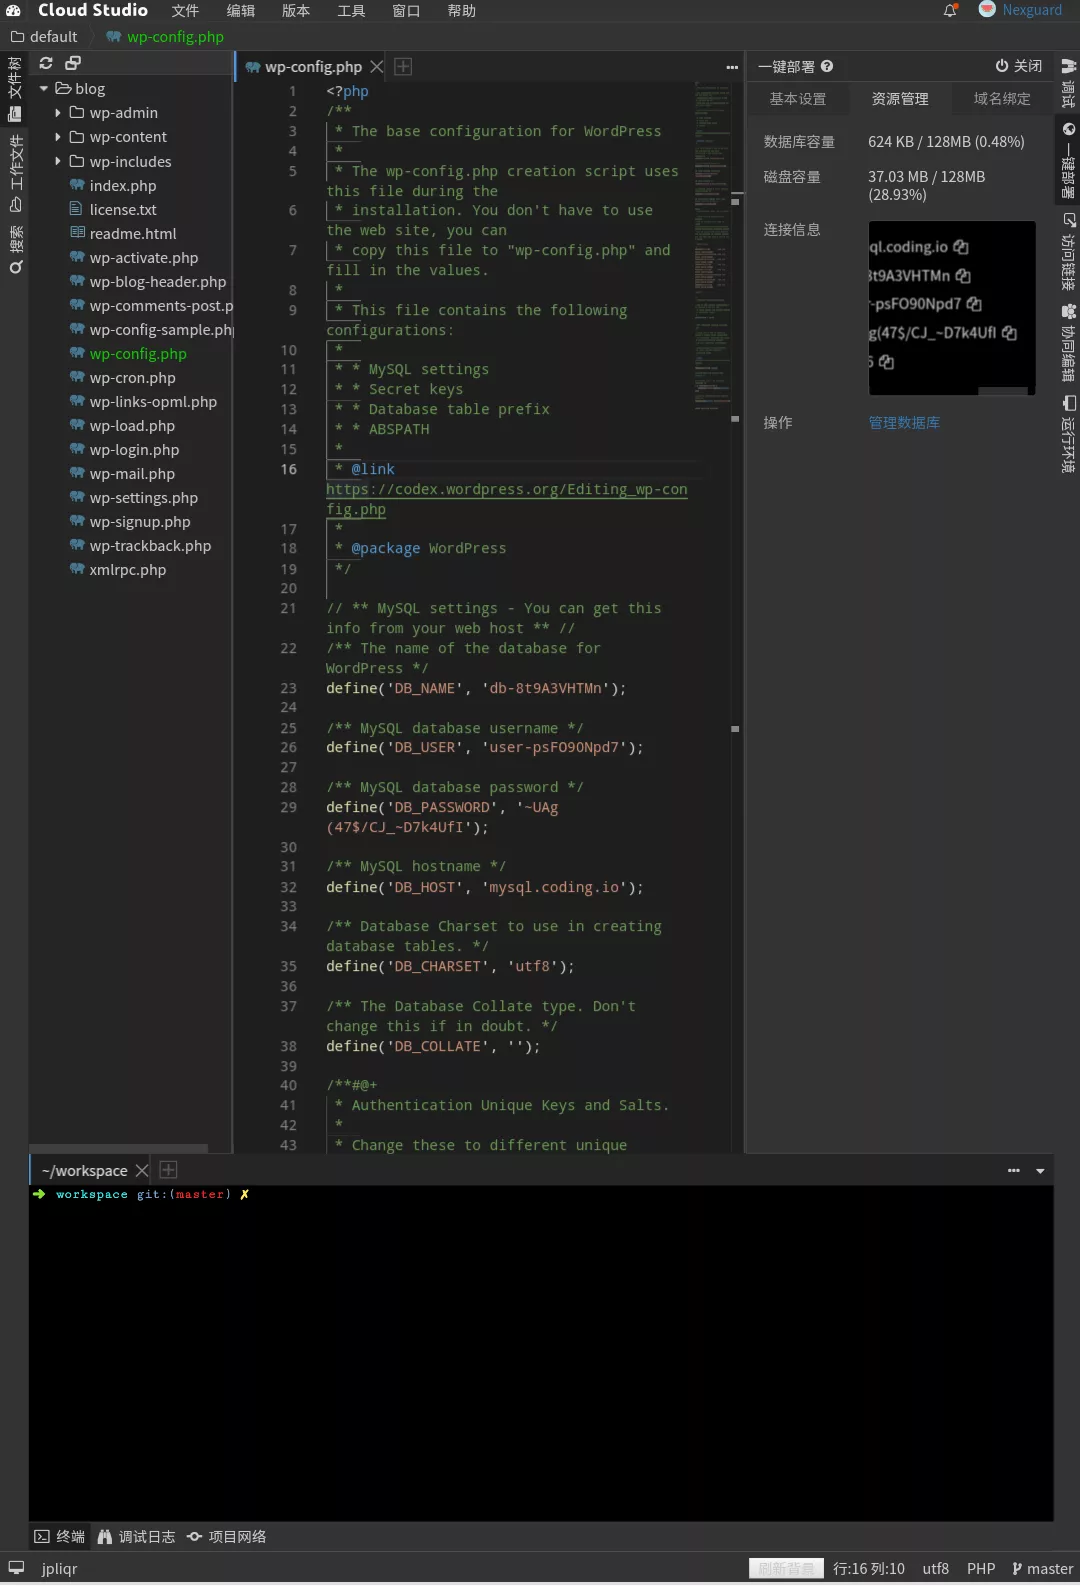 Cloud Studio 文件 编辑 版本 工具 窗口 帮助 Nexguard
default wp-config.php
文件树
工作文件
搜索
blog
wp-admin
wp-content
wp-includes
index.php
license.txt
readme.html
wp-activate.php
wp-blog-header.php
wp-comments-post.p
wp-config-sample.ph
wp-config.php
wp-cron.php
wp-links-opml.php
wp-load.php
wp-login.php
wp-mail.php
wp-settings.php
wp-signup.php
wp-trackback.php
xmlrpc.php
wp-config.php
1 <?php
2 /**
3 * The base configuration for WordPress
4 *
5 * The wp-config.php creation script uses
this file during the
6 * installation. You don't have to use
the web site, you can
7 * copy this file to "wp-config.php" and
fill in the values.
8 *
9 * This file contains the following
configurations:
10 *
11 * * MySQL settings
12 * * Secret keys
13 * * Database table prefix
14 * * ABSPATH
15 *
16 * @link
https://codex.wordpress.org/Editing_wp-con
fig.php
17 *
18 * @package WordPress
19 */
20
21 // ** MySQL settings - You can get this
info from your web host ** //
22 /** The name of the database for
WordPress */
23 define('DB_NAME', 'db-8t9A3VHTMn');
24
25 /** MySQL database username */
26 define('DB_USER', 'user-psFO90Npd7');
27
28 /** MySQL database password */
29 define('DB_PASSWORD', '~UAg
(47$/CJ_~D7k4UfI');
30
31 /** MySQL hostname */
32 define('DB_HOST', 'mysql.coding.io');
33
34 /** Database Charset to use in creating
database tables. */
35 define('DB_CHARSET', 'utf8');
36
37 /** The Database Collate type. Don't
change this if in doubt. */
38 define('DB_COLLATE', '');
39
40 /**#@+
41 * Authentication Unique Keys and Salts.
42 *
43 * Change these to different unique
一键部署 关闭
基本设置 资源管理 域名绑定
数据库容量 624 KB / 128MB (0.48%)
磁盘容量 37.03 MB / 128MB
(28.93%)
连接信息
ql.coding.io
8t9A3VHTMn
r-psFO90Npd7
g(47$/CJ_~D7k4UfI
操作 管理数据库
调试
一键部署
访问链接
协同编辑
运行环境
~/workspace
➜ workspace git:(master) ✗
终端 调试日志 项目网络
jpliqr 刷新背景 行:16 列:10 utf8 PHP master